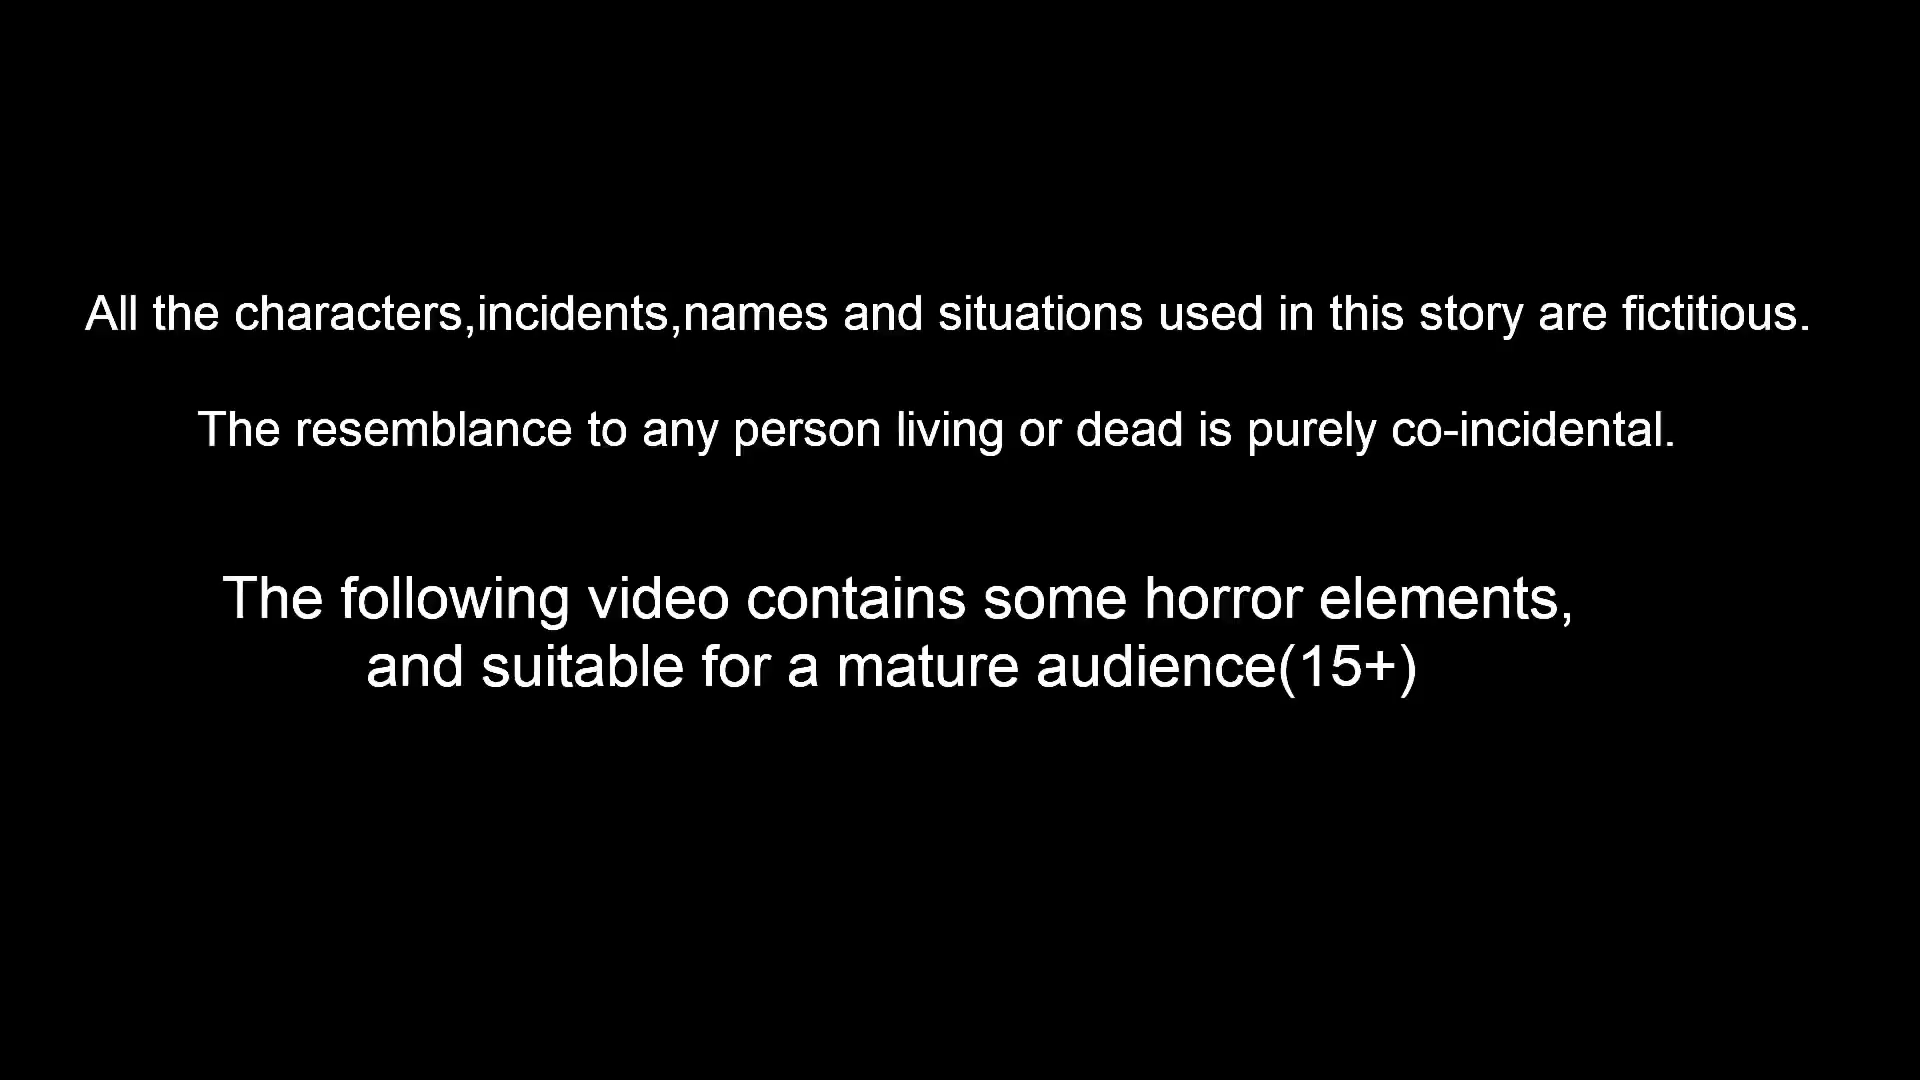 All the characters,incidents,names and situations used in this story are fictitious.
The resemblance to any person living or dead is purely co-incidental.
The following video contains some horror elements,
and suitable for a mature audience(15+)